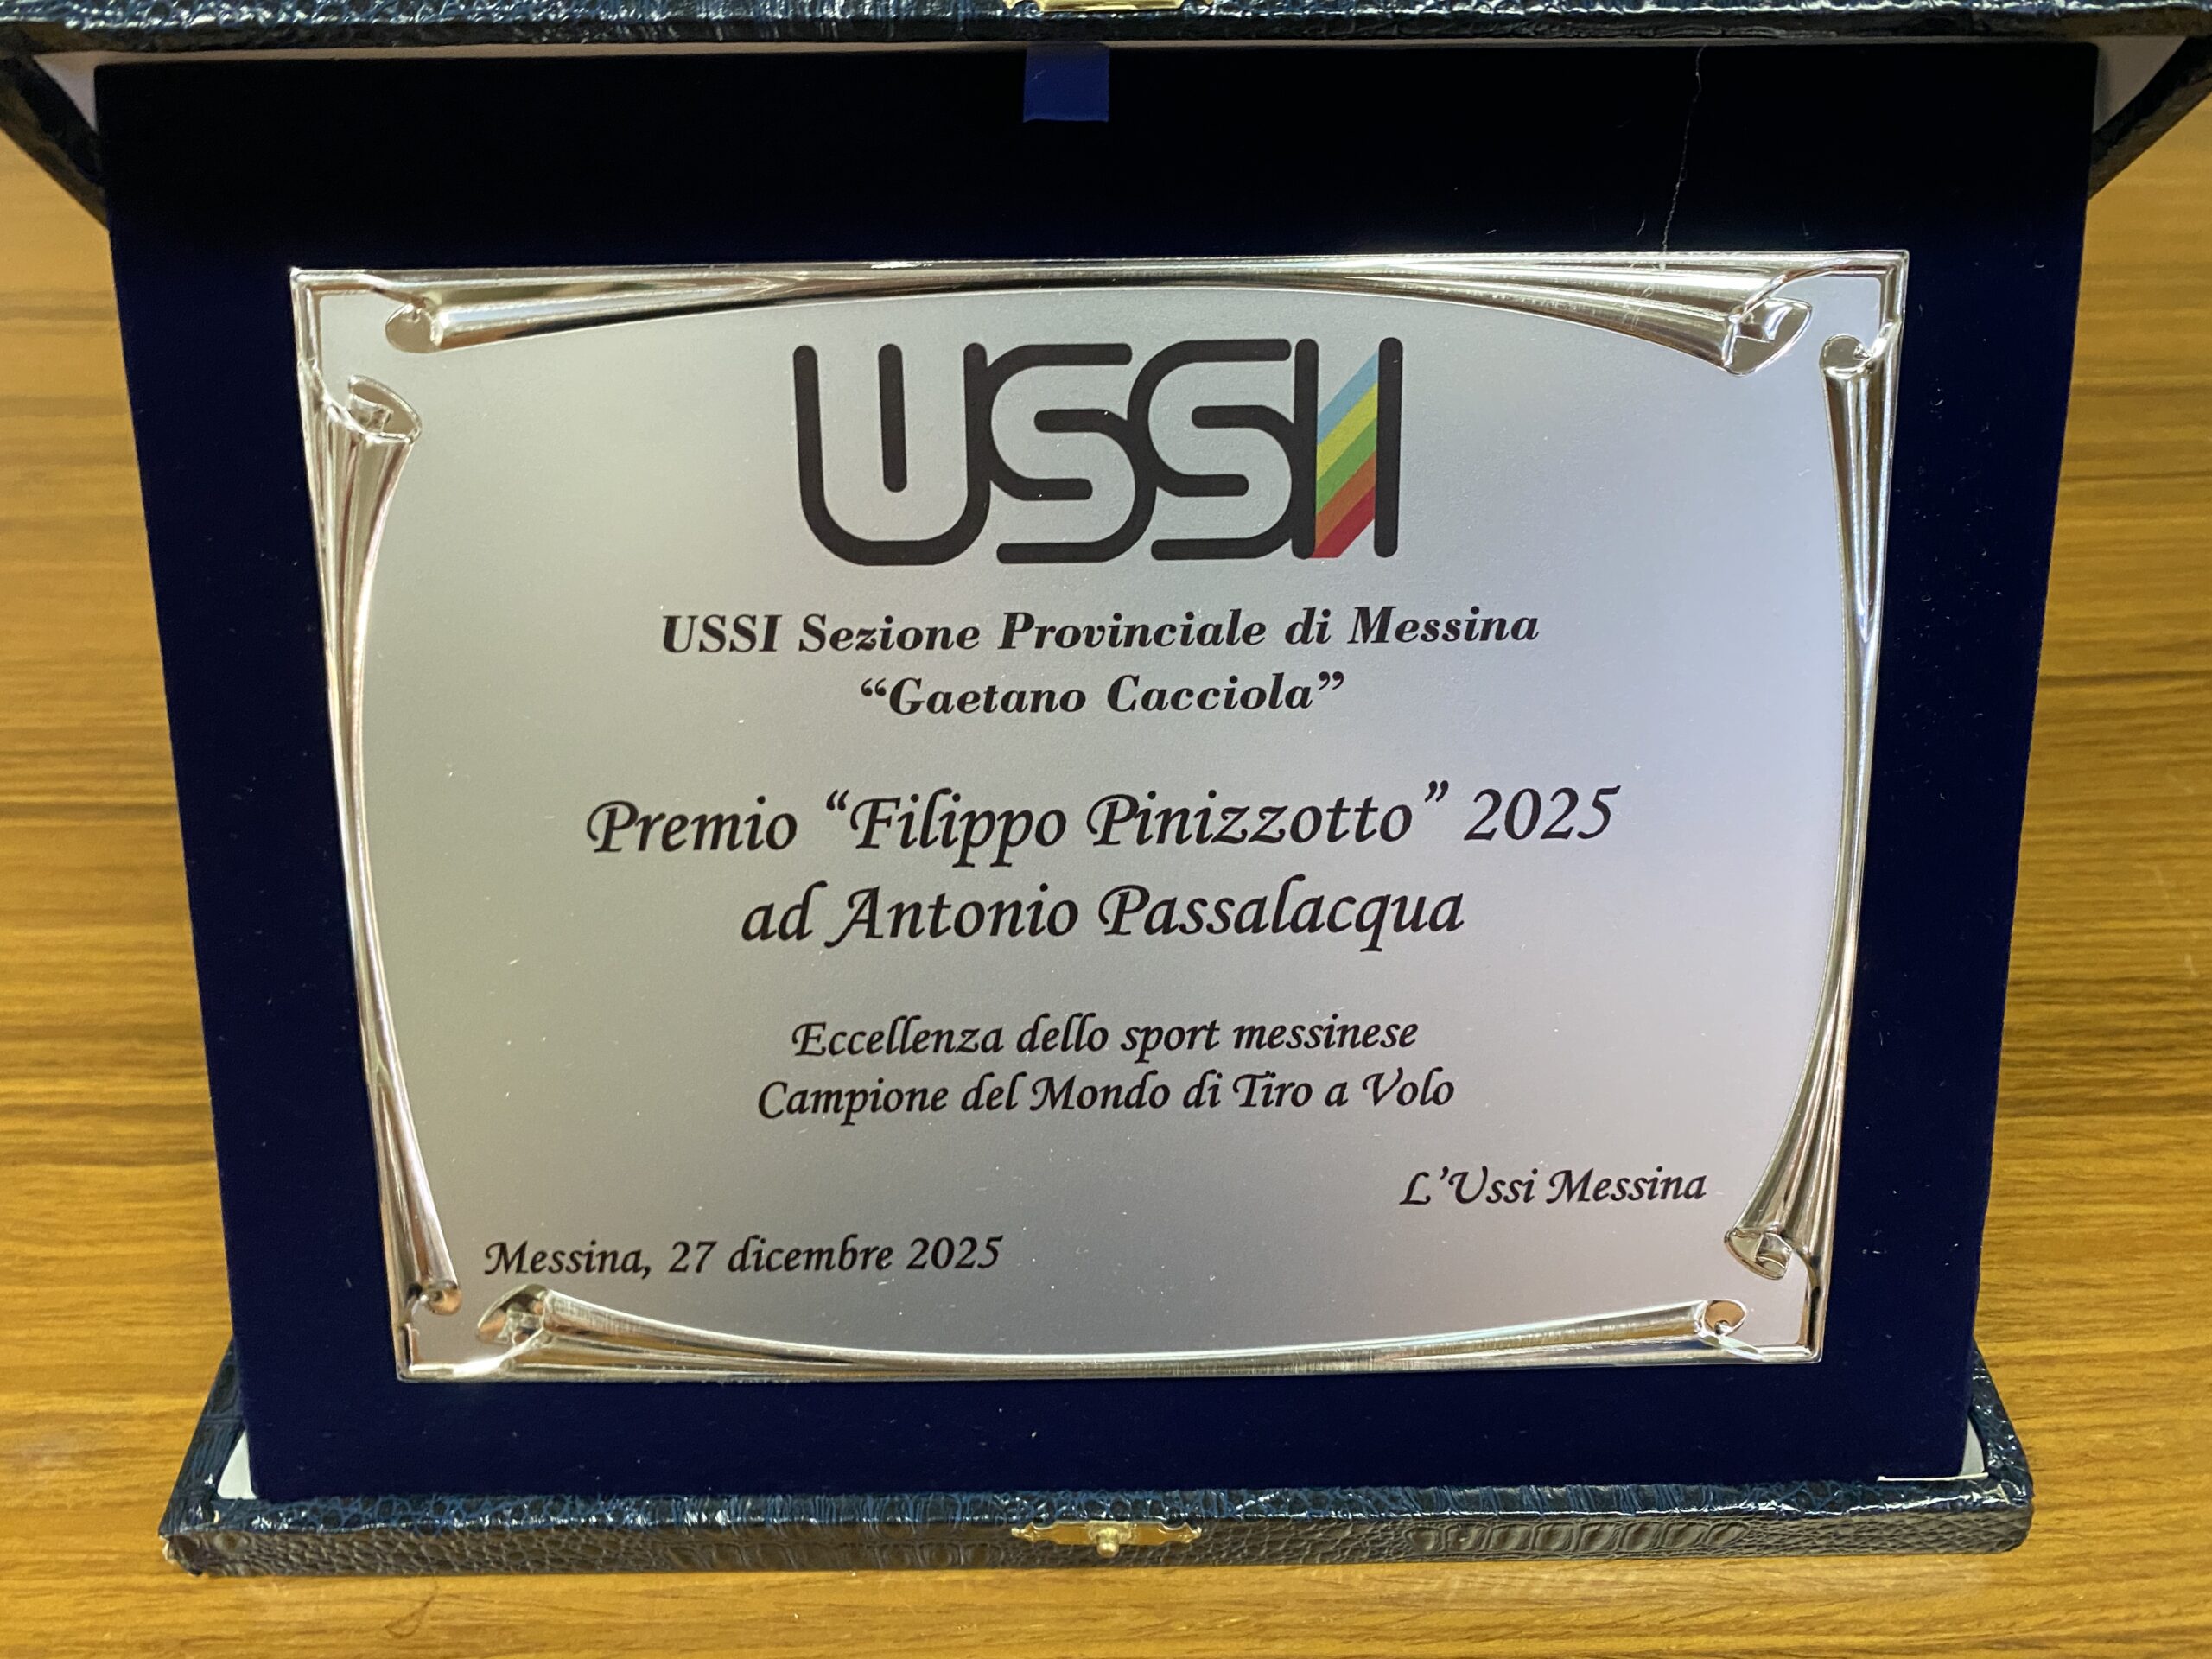 USSI
USSI Sezione Provinciale di Messina
“Gaetano Cacciola”
Premio “Filippo Pinizzotto” 2025
ad Antonio Passalacqua
Eccellenza dello sport messinese
Campione del Mondo di Tiro a Volo
L’Ussi Messina
Messina, 27 dicembre 2025